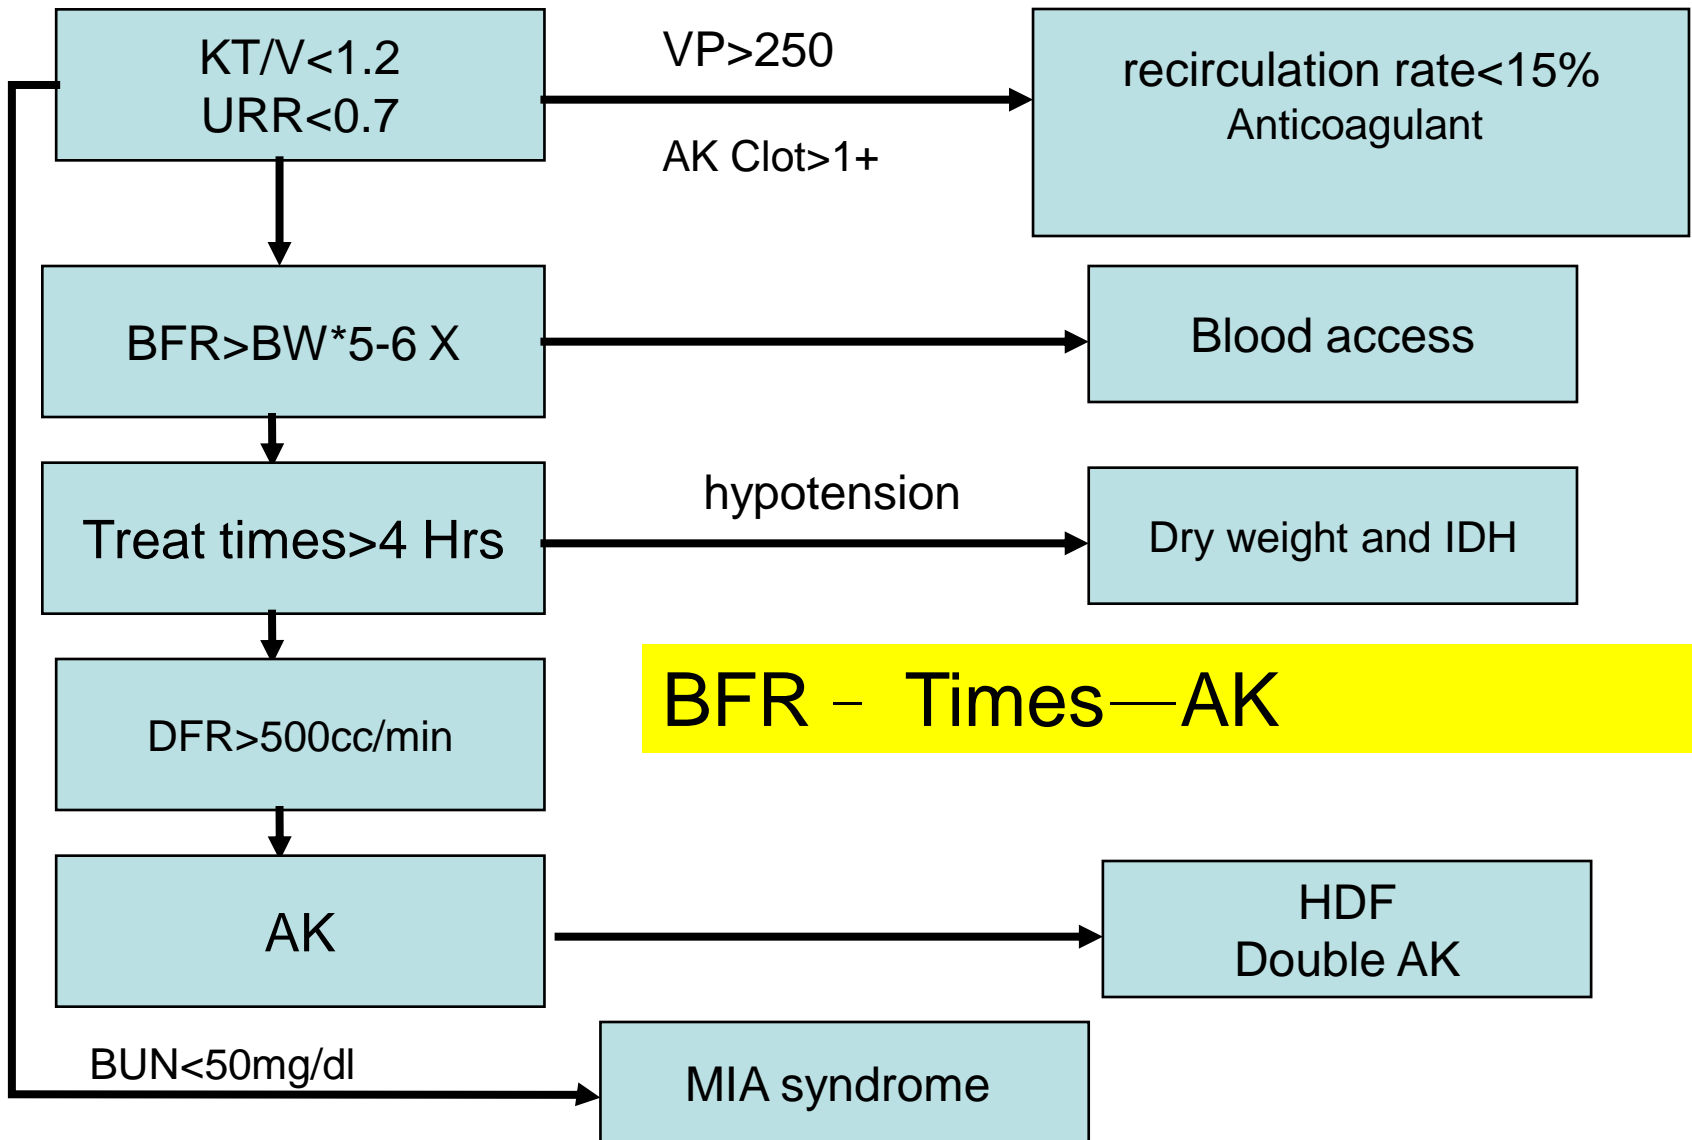 KT/V<1.2
URR<0.7
VP>250
AK Clot>1+
recirculation rate<15%
Anticoagulant
BFR>BW*5-6 X
Blood access
Treat times>4 Hrs
hypotension
Dry weight and IDH
DFR>500cc/min
BFR – Times—AK
AK
HDF
Double AK
BUN<50mg/dl
MIA syndrome